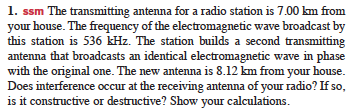 1. ssm The transmitting antenna for a radio station is 7.00 km from
your house. The frequency of the electromagnetic wave broadcast by
this station is 536 kHz. The station builds a second transmitting
antenna that broadcasts an identical electromagnetic wave in phase
with the original one. The new antenna is 8.12 km from your house.
Does interference occur at the receiving antenna of your radio? If so,
is it constructive or destructive? Show your calculations.